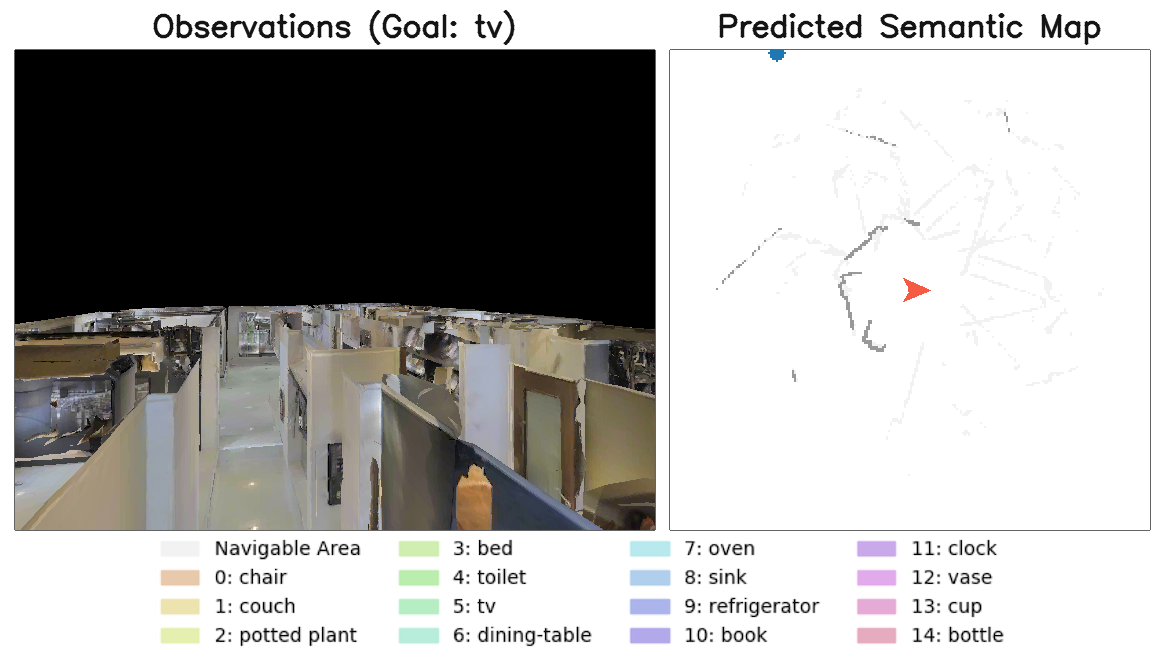 Observations (Goal: tv)
Predicted Semantic Map
Navigable Area
0: chair
1: couch
2: potted plant
3: bed
4: toilet
5: tv
6: dining-table
7: oven
8: sink
9: refrigerator
10: book
11: clock
12: vase
13: cup
14: bottle